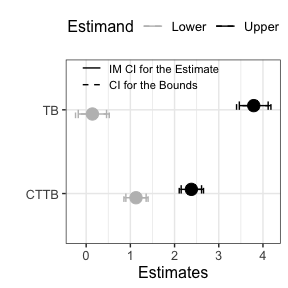 Estimand Lower Upper
IM CI for the Estimate
CI for the Bounds
TB
CTTB
0 1 2 3 4
Estimates